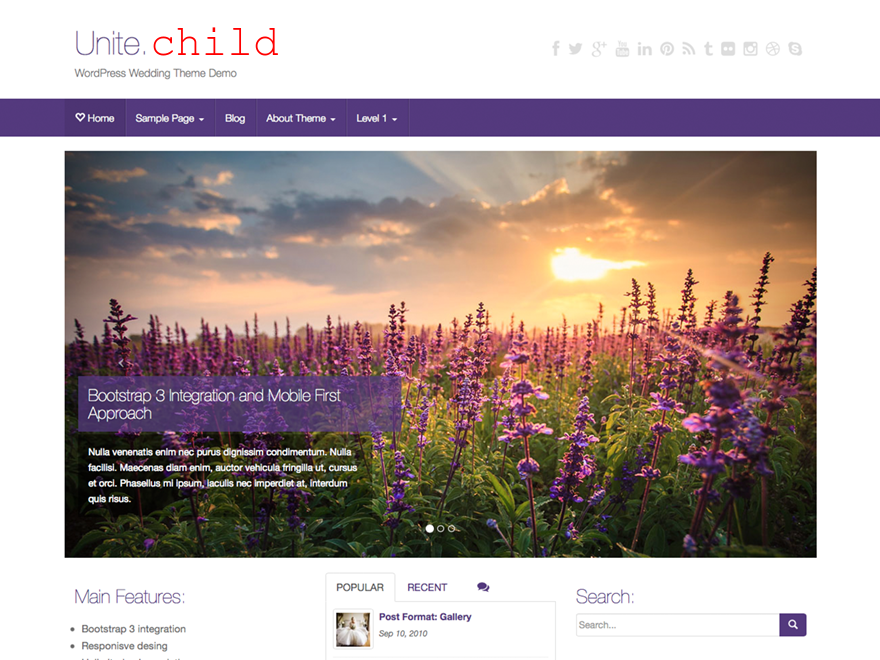 Unite.child
WordPress Wedding Theme Demo
Home Sample Page Blog About Theme Level 1
Bootstrap 3 Integration and Mobile First
Approach
Nulla venenatis enim nec purus dignissim condimentum. Nulla
facilisi. Maecenas diam enim, auctor vehicula fringilla ut, cursus
et orci. Phasellus mi ipsum, iaculis nec imperdiet at, interdum
quis risus.
Main Features:
Bootstrap 3 integration
Responisve desing
POPULAR RECENT
Post Format: Gallery
Sep 10, 2010
Search:
Search...